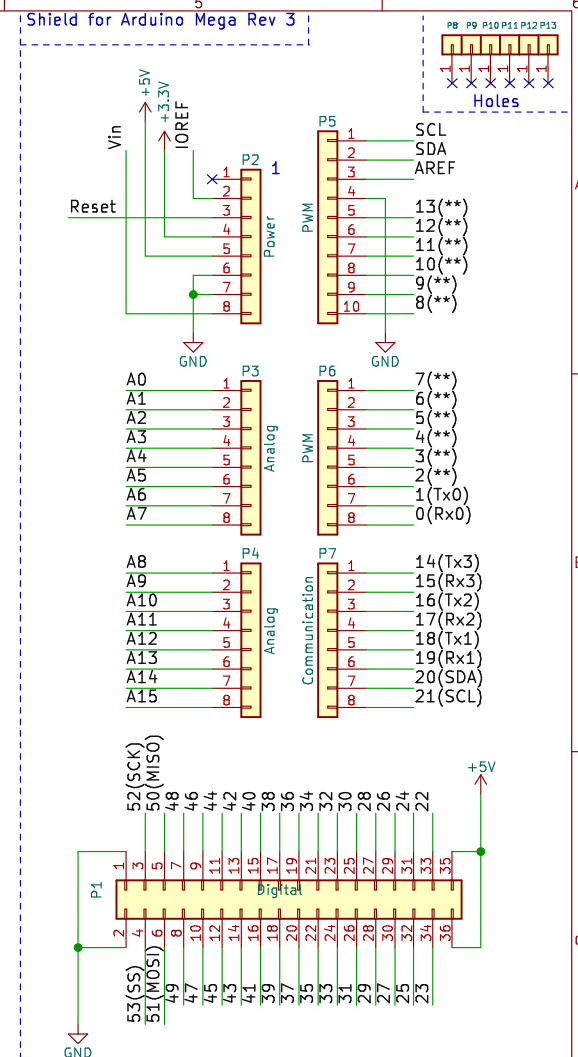 5
6
Shield for Arduino Mega Rev 3
P8 P9 P10 P11 P12 P13
1 1 1 1 1 1
Holes
A
+5V
+3.3V
Vin
IOREF
Reset
P2
1
Power
1
2
3
4
5
6
7
8
GND
P5
PWM
1 SCL
2 SDA
3 AREF
4
5 13(**)
6 12(**)
7 11(**)
8 10(**)
9 9(**)
10 8(**)
GND
P3
Analog
A0 1
A1 2
A2 3
A3 4
A4 5
A5 6
A6 7
A7 8
P6
PWM
1 7(**)
2 6(**)
3 5(**)
4 4(**)
5 3(**)
6 2(**)
7 1(Tx0)
8 0(Rx0)
P4
Analog
A8 1
A9 2
A10 3
A11 4
A12 5
A13 6
A14 7
A15 8
P7
Communication
1 14(Tx3)
2 15(Rx3)
3 16(Tx2)
4 17(Rx2)
5 18(Tx1)
6 19(Rx1)
7 20(SDA)
8 21(SCL)
+5V
52(SCK) 50(MISO) 48 46 44 42 40 38 36 34 32 30 28 26 24 22
1 3 5 7 9 11 13 15 17 19 21 23 25 27 29 31 33 35
P1
Digital
2 4 6 8 10 12 14 16 18 20 22 24 26 28 30 32 34 36
53(SS) 51(MOSI) 49 47 45 43 41 39 37 35 33 31 29 27 25 23
GND